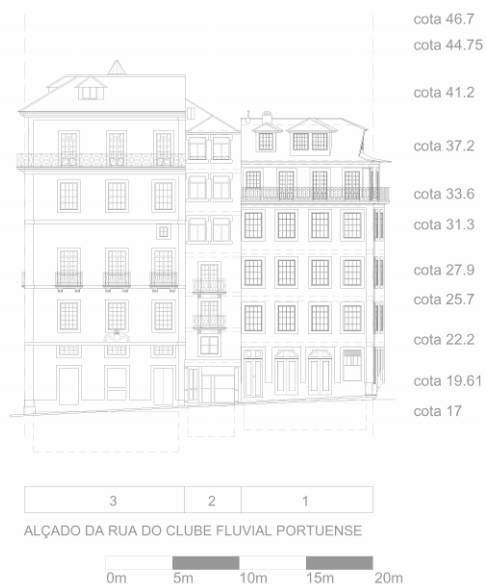 cota 46.7
cota 44.75
cota 41.2
cota 37.2
cota 33.6
cota 31.3
cota 27.9
cota 25.7
cota 22.2
cota 19.61
cota 17
3 2 1
ALÇADO DA RUA DO CLUBE FLUVIAL PORTUENSE
0m 5m 10m 15m 20m